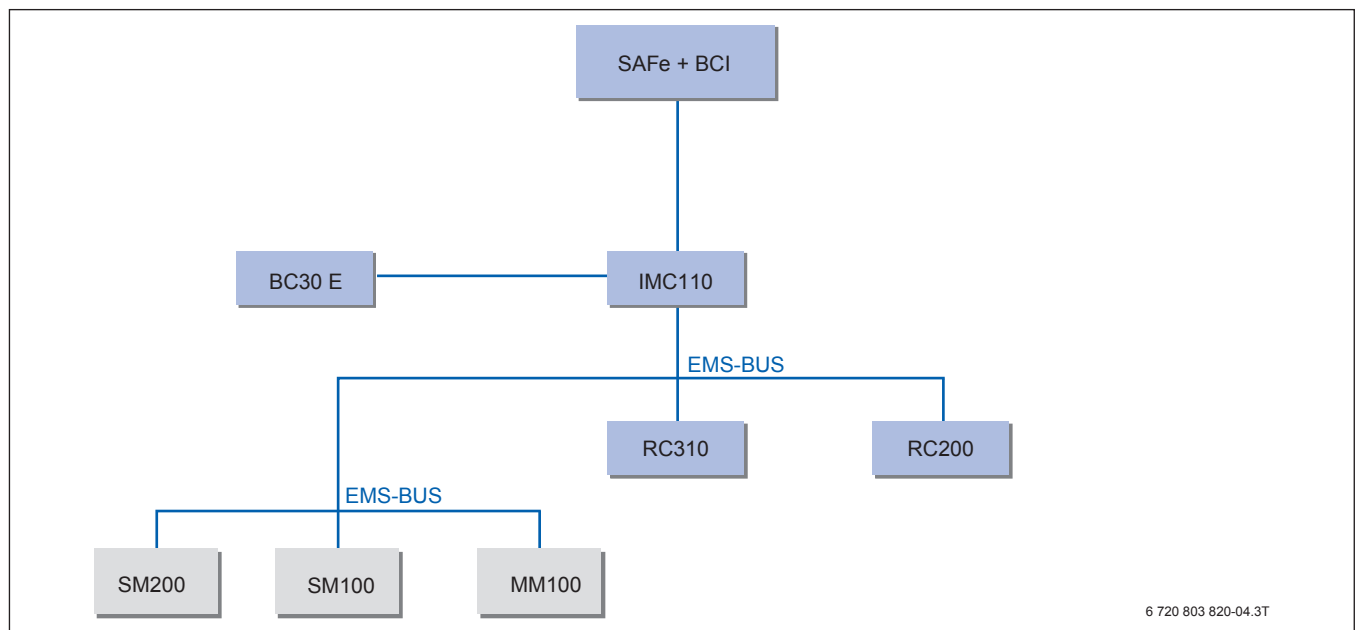 SAFe + BCI
BC30 E
IMC110
EMS-BUS
RC310
RC200
EMS-BUS
SM200
SM100
MM100
6 720 803 820-04.3T